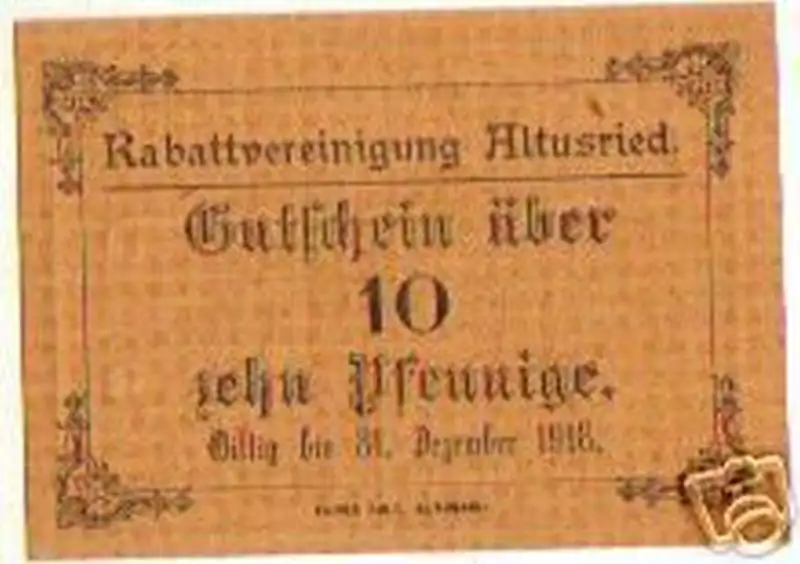 Rabattvereinigung Altusried.
Gutschein über
10
zehn Pfennige.
Gültig bis 31. Dezember 1918.